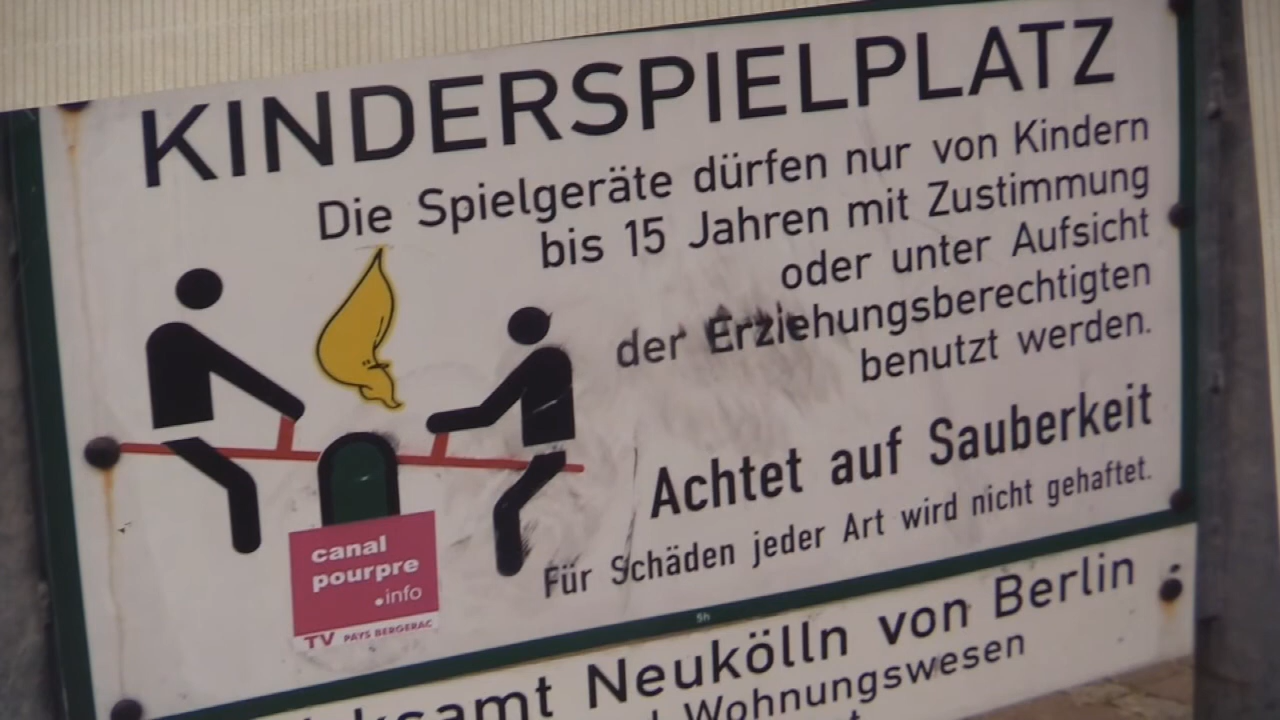 KINDERSPIELPLATZ
Die Spielgeräte dürfen nur von Kindern
bis 15 Jahren mit Zustimmung
oder unter Aufsicht
der Erziehungsberechtigten
benutzt werden.
Achtet auf Sauberkeit
Für Schäden jeder Art wird nicht gehaftet.
canal
pourpre
.info
TV PAYS BERGERAC
Sh
Neukölln von Berlin
Wohnungswesen